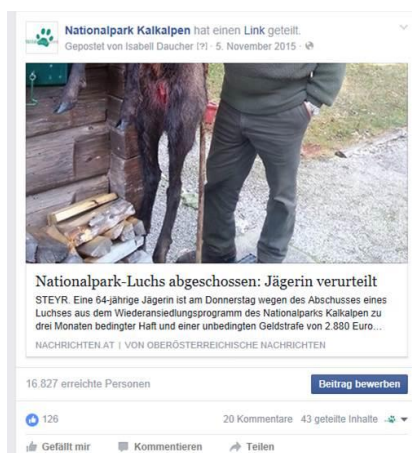 Nationalpark Kalkalpen hat einen Link geteilt.
Gepostet von Isabell Daucher [?] · 5. November 2015 ·
Nationalpark-Luchs abgeschossen: Jägerin verurteilt
STEYR. Eine 64-jährige Jägerin ist am Donnerstag wegen des Abschusses eines
Luchses aus dem Wiederansiedlungsprogramm des Nationalparks Kalkalpen zu
drei Monaten bedingter Haft und einer unbedingten Geldstrafe von 2.880 Euro...
NACHRICHTEN.AT | VON OBERÖSTERREICHISCHE NACHRICHTEN
16.827 erreichte Personen
Beitrag bewerben
126
20 Kommentare 43 geteilte Inhalte
Gefällt mir Kommentieren Teilen